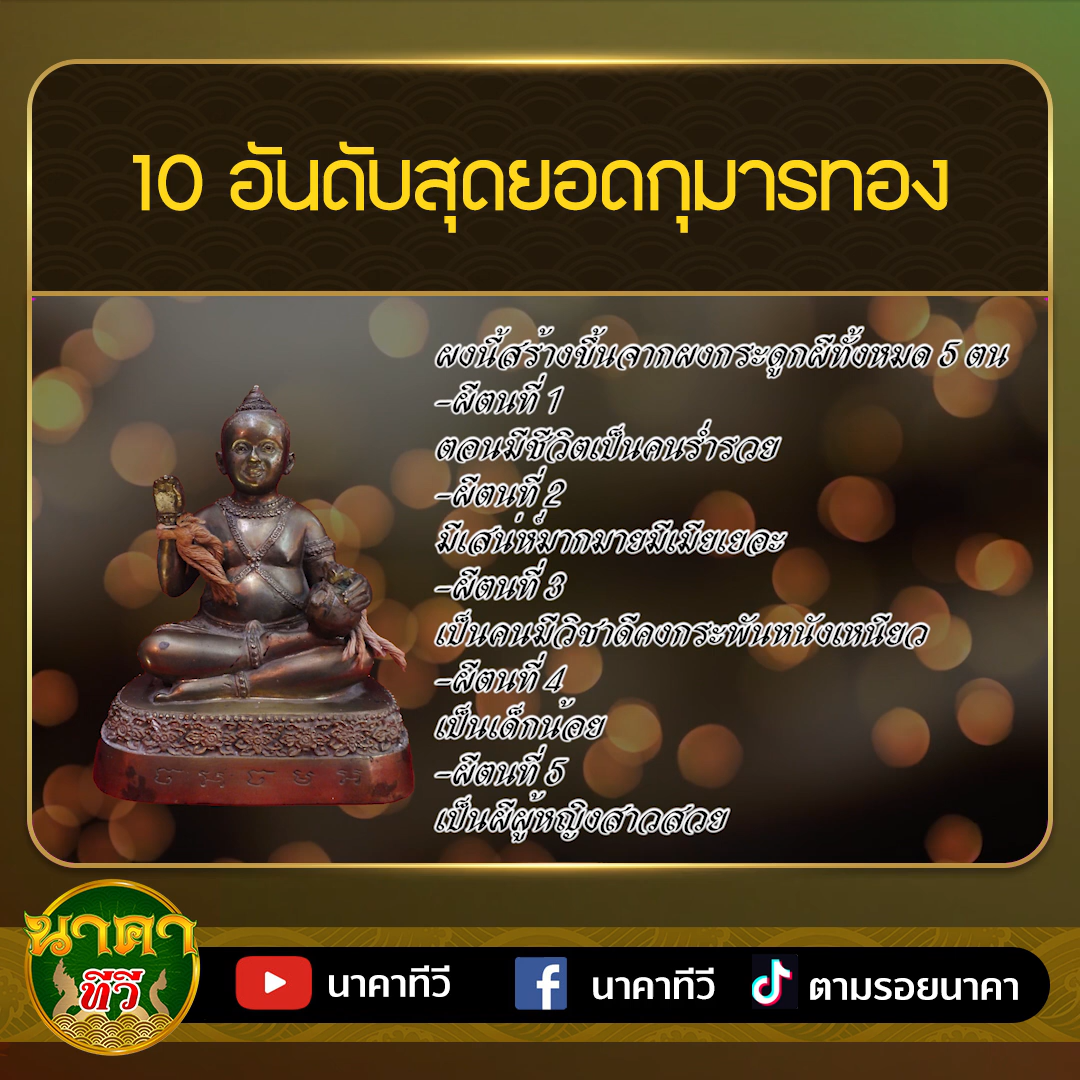 10 อันดับสุดยอดกุมารทอง
ผงนี้สร้างขึ้นจากผงกระดูกผีทั้งหมด 5 ตน
-ผีตนที่ 1
ตอนมีชีวิตเป็นคนร่ำรวย
-ผีตนที่ 2
มีเสน่ห์มากมายมีเมียเยอะ
-ผีตนที่ 3
เป็นคนมีวิชาดีคงกระพันหนังเหนียว
-ผีตนที่ 4
เป็นเด็กน้อย
-ผีตนที่ 5
เป็นผีผู้หญิงสาวสวย
นาคา
ทีวี
นาคาทีวี
นาคาทีวี
ตามรอยนาคา